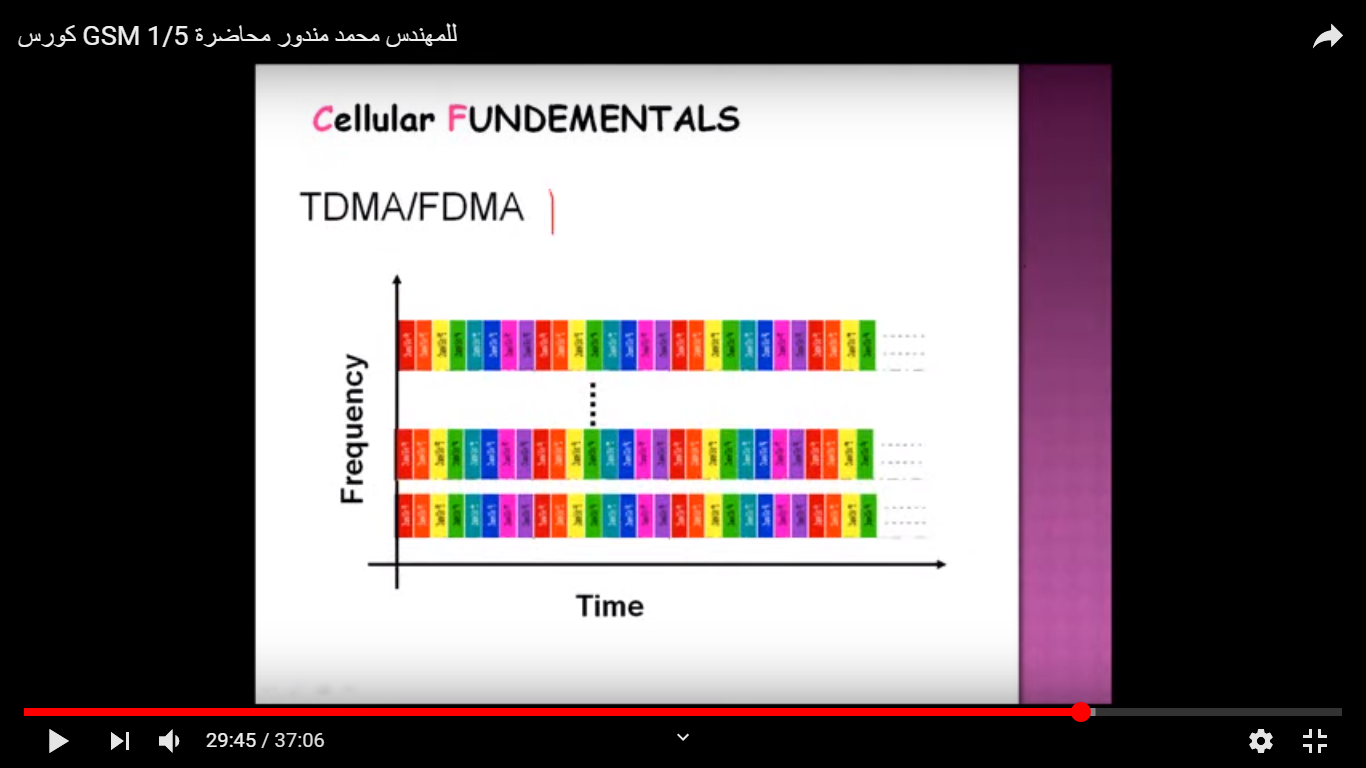 كورس GSM 1/5 للمهندس محمد مندور محاضرة
Cellular FUNDEMENTALS
TDMA/FDMA
Frequency
Time
29:45 / 37:06